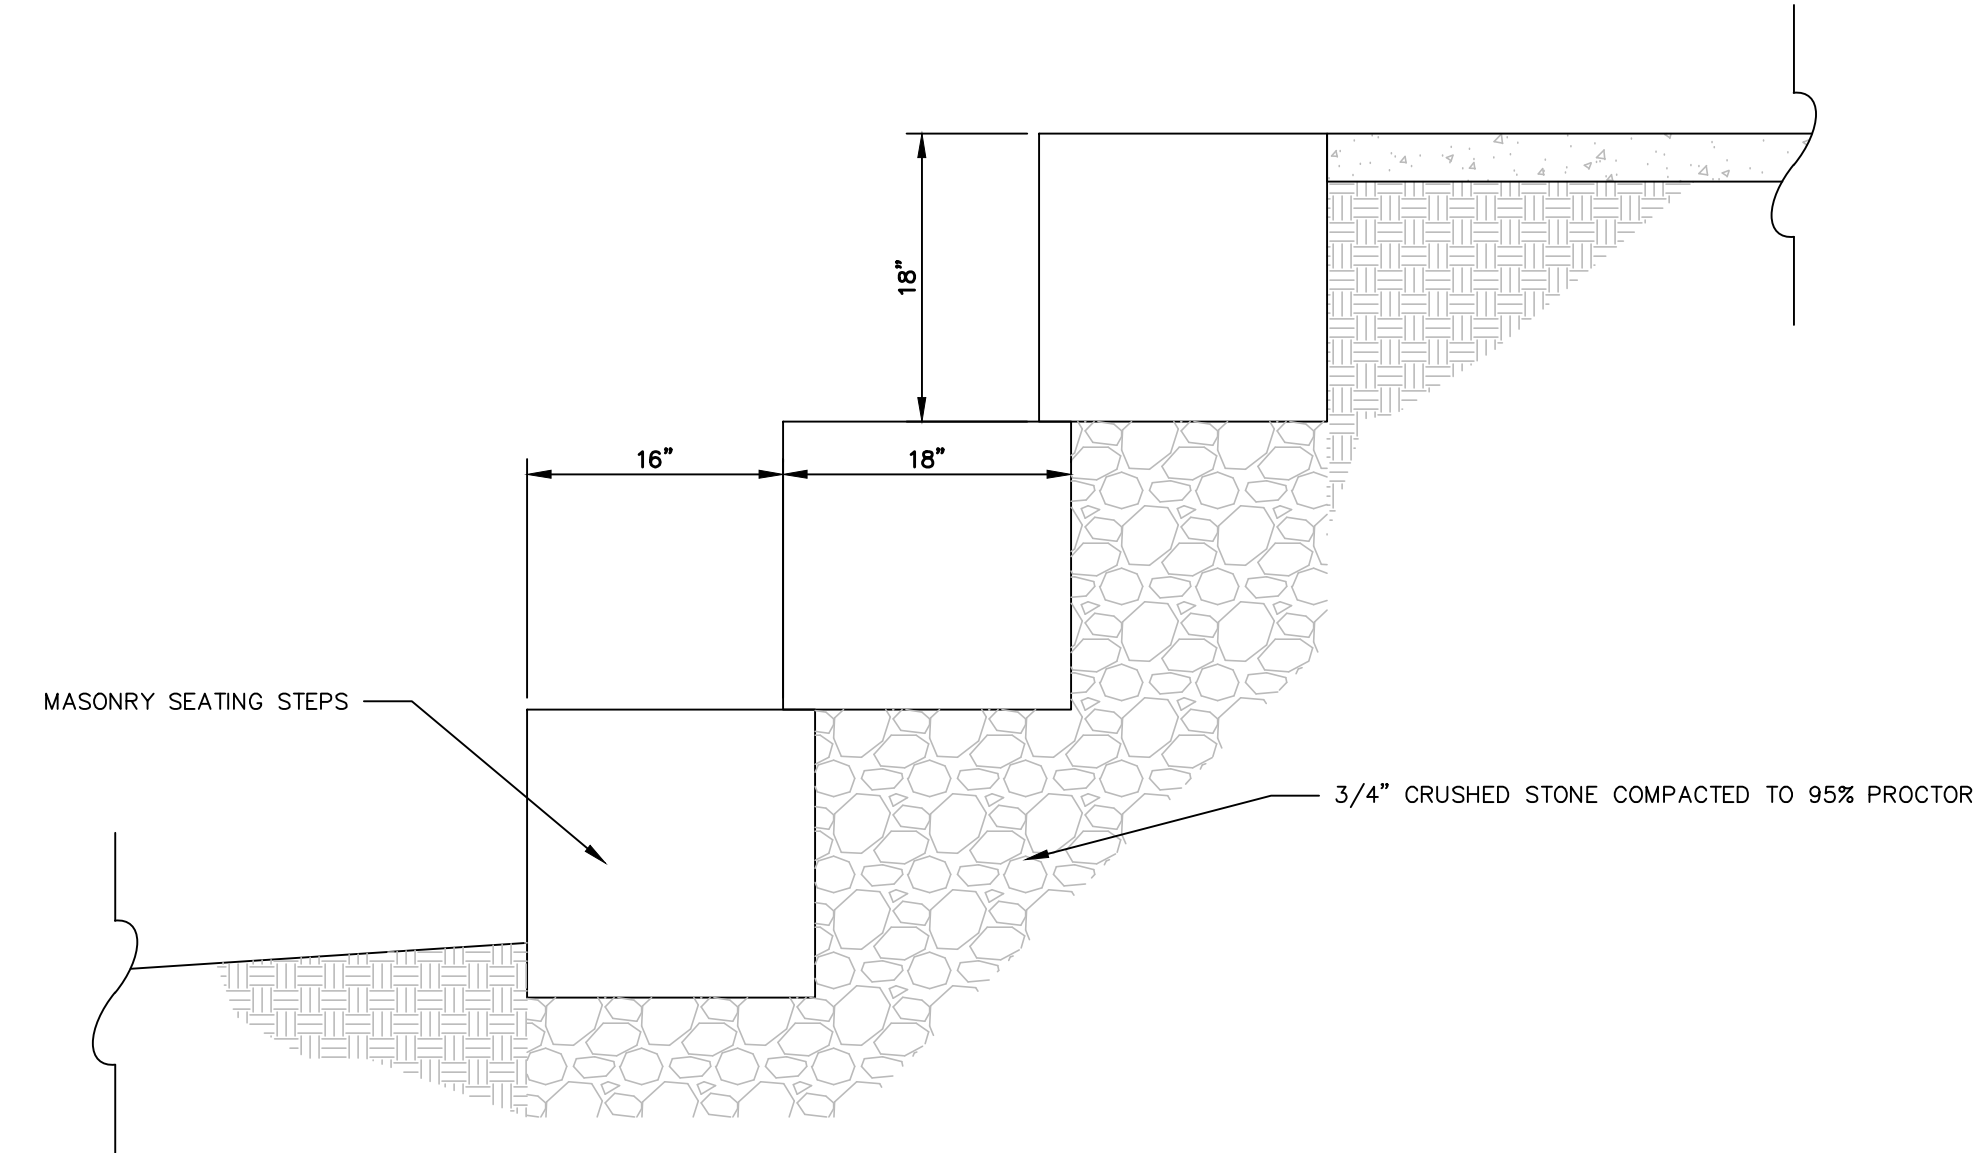 18”
16”
18”
MASONRY SEATING STEPS
3/4” CRUSHED STONE COMPACTED TO 95% PROCTOR